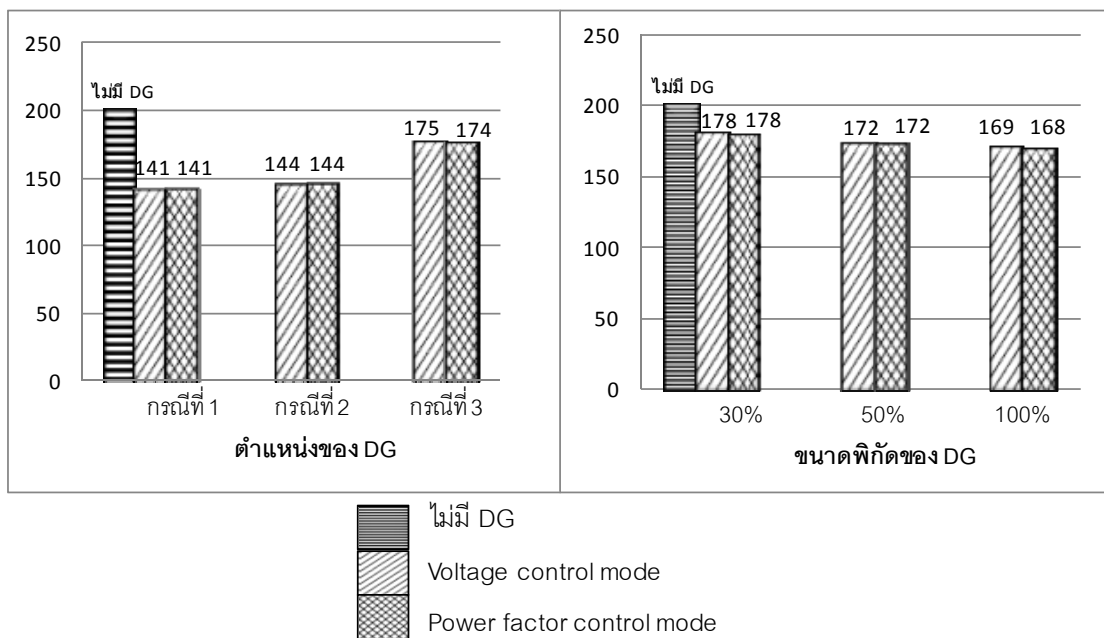 250
200
150
100
50
0
ไม่มี DG
141 141
144 144
175 174
กรณีที่ 1 กรณีที่ 2 กรณีที่ 3
ตำแหน่งของ DG
250
200
150
100
50
0
ไม่มี DG
178 178
172 172
169 168
30% 50% 100%
ขนาดพิกัดของ DG
ไม่มี DG
Voltage control mode
Power factor control mode